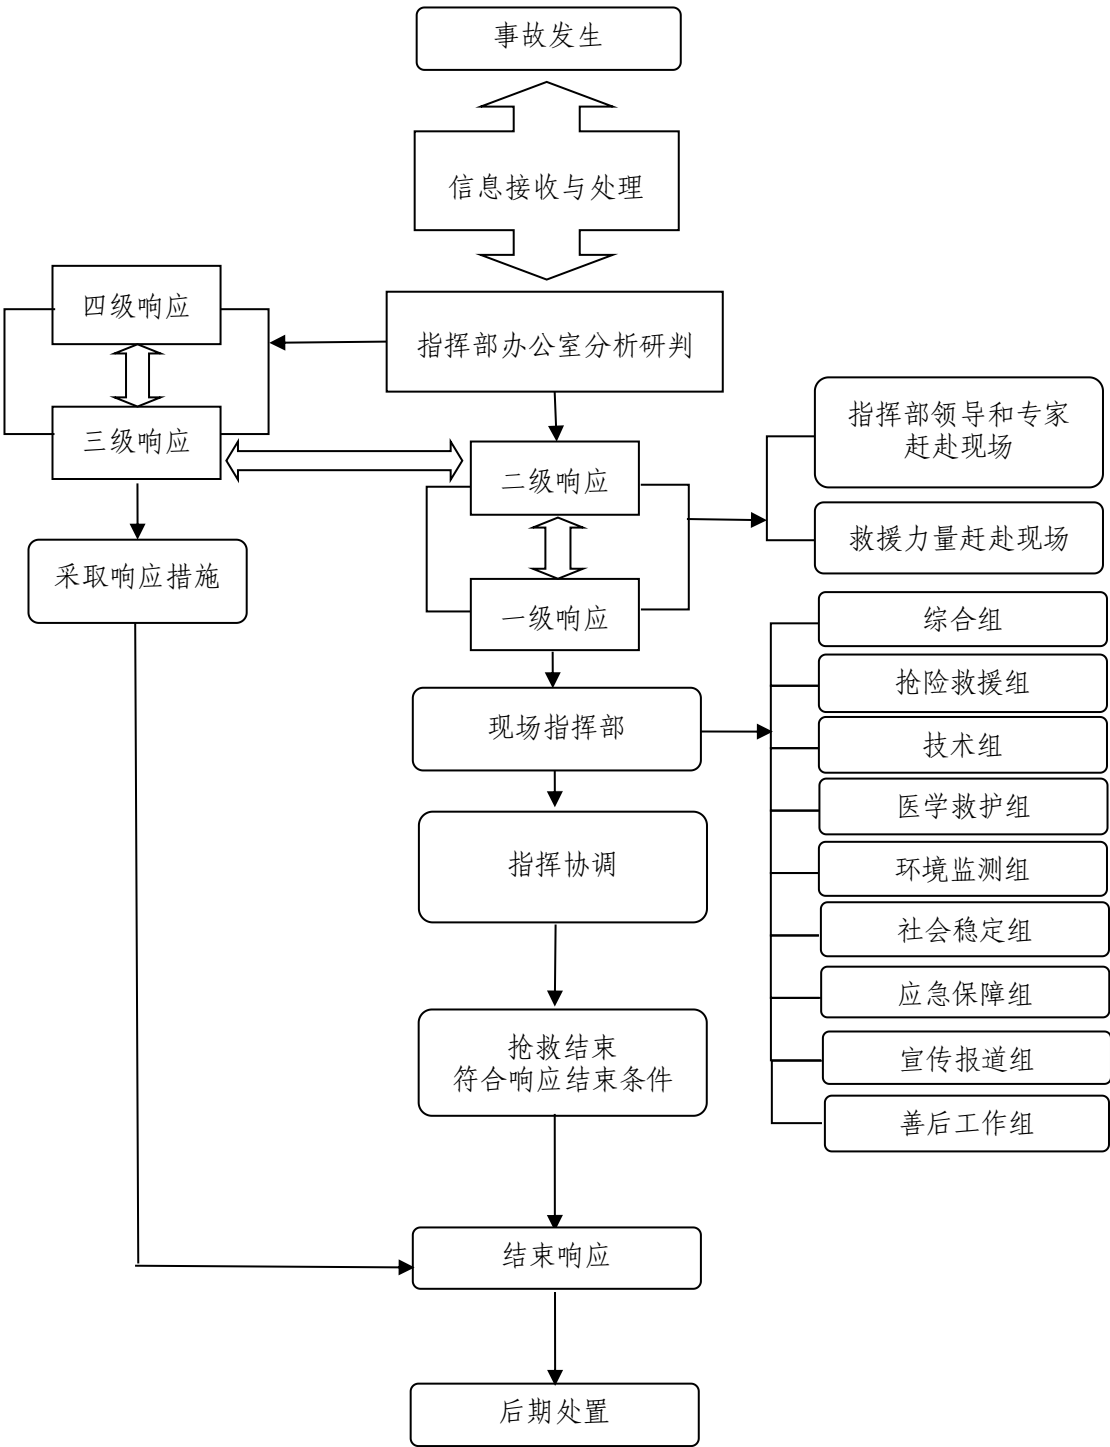 事故发生
信息接收与处理
四级响应
指挥部办公室分析研判
三级响应
指挥部领导和专家
赶赴现场
二级响应
救援力量赶赴现场
采取响应措施
一级响应
综合组
抢险救援组
现场指挥部
技术组
医学救护组
指挥协调
环境监测组
社会稳定组
应急保障组
抢救结束
符合响应结束条件
宣传报道组
善后工作组
结束响应
后期处置